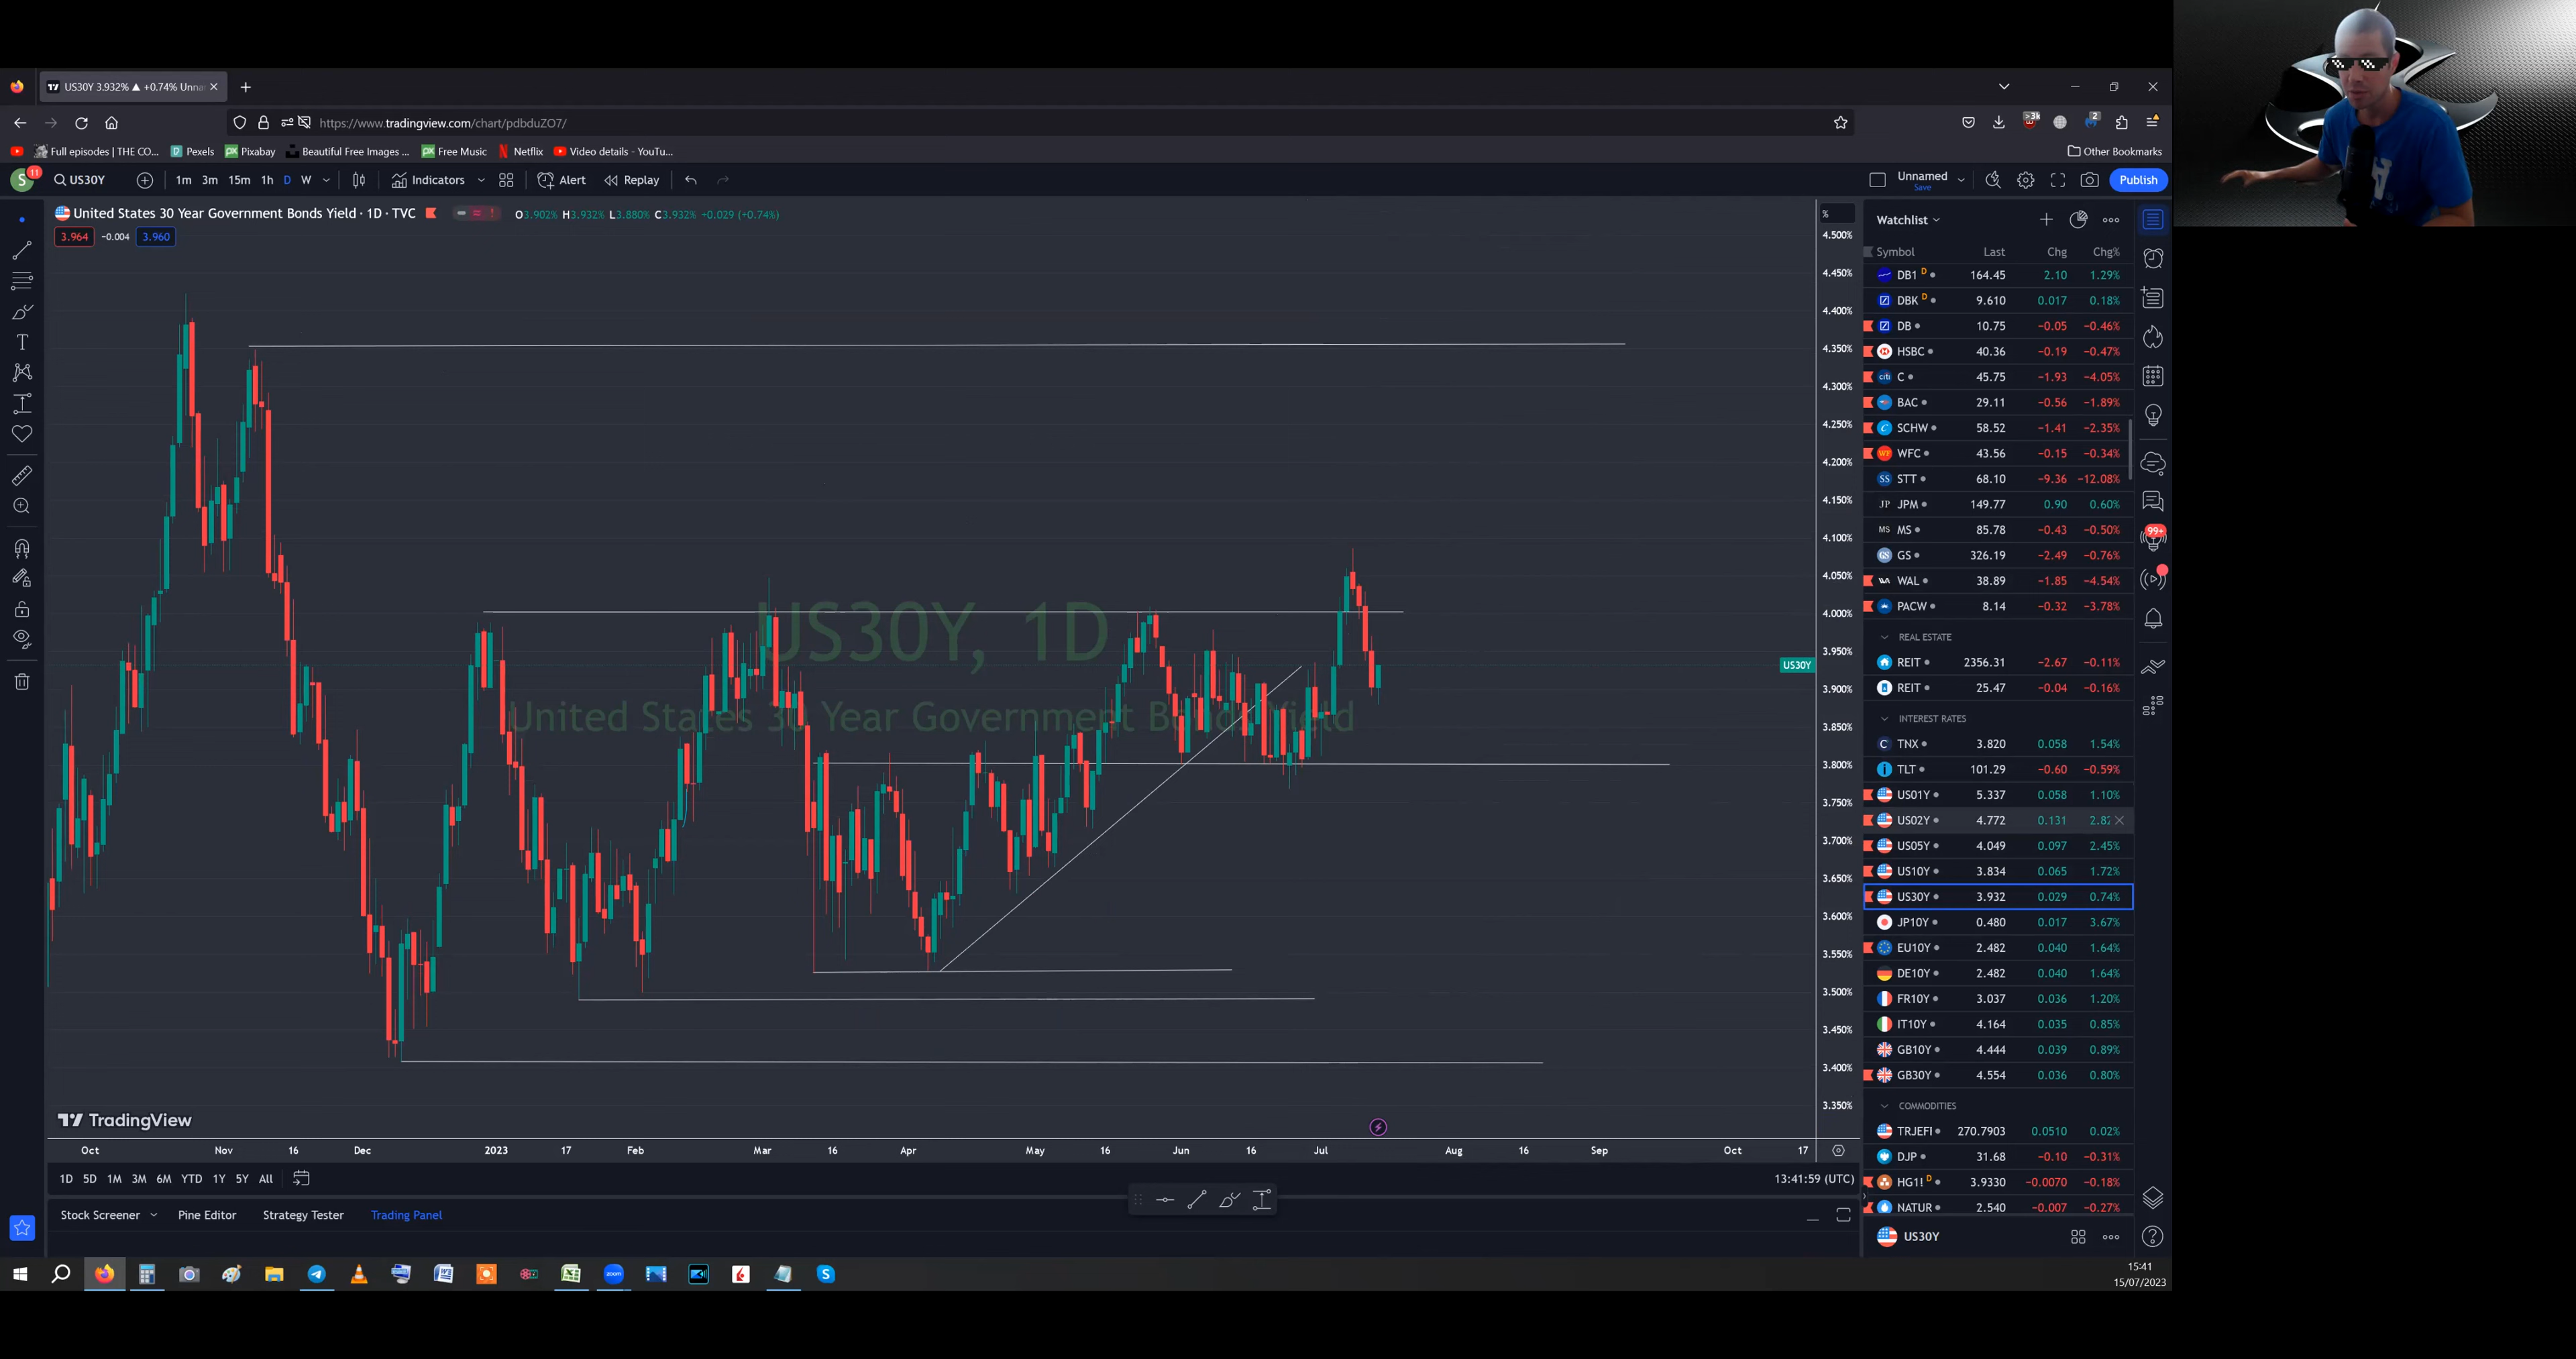 US30Y 3.932% ▲ +0.74% Unna
https://www.tradingview.com/chart/pdbduZO7/
>3k
2
Full episodes | THE CO...
Pexels
Pixabay
Beautiful Free Images ...
Free Music
Netflix
Video details - YouTu...
Other Bookmarks
S
11
US30Y
1m 3m 15m 1h D W
Indicators
Alert
Replay
Unnamed
Save
Publish
United States 30 Year Government Bonds Yield · 1D · TVC
O3.902% H3.932% L3.880% C3.932% +0.029 (+0.74%)
3.964 −0.004 3.960
US30Y, 1D
United States 30 Year Government Bonds Yield
%
4.500%
4.450%
4.400%
4.350%
4.300%
4.250%
4.200%
4.150%
4.100%
4.050%
4.000%
3.950%
US30Y
3.900%
3.850%
3.800%
3.750%
3.700%
3.650%
3.600%
3.550%
3.500%
3.450%
3.400%
3.350%
TradingView
Oct Nov 16 Dec 2023 17 Feb Mar 16 Apr May 16 Jun 16 Jul Aug 16 Sep Oct 17
1D 5D 1M 3M 6M YTD 1Y 5Y All
13:41:59 (UTC)
Stock Screener Pine Editor Strategy Tester Trading Panel
Watchlist
Symbol Last Chg Chg%
DB1 D 164.45 2.10 1.29%
DBK D 9.610 0.017 0.18%
DB 10.75 −0.05 −0.46%
HSBC 40.36 −0.19 −0.47%
citi C 45.75 −1.93 −4.05%
BAC 29.11 −0.56 −1.89%
SCHW 58.52 −1.41 −2.35%
WF WFC 43.56 −0.15 −0.34%
SS STT 68.10 −9.36 −12.08%
JP JPM 149.77 0.90 0.60%
MS MS 85.78 −0.43 −0.50%
GS GS 326.19 −2.49 −0.76%
WAL 38.89 −1.85 −4.54%
PACW 8.14 −0.32 −3.78%
REAL ESTATE
REIT 2356.31 −2.67 −0.11%
REIT 25.47 −0.04 −0.16%
INTEREST RATES
C TNX 3.820 0.058 1.54%
TLT 101.29 −0.60 −0.59%
US01Y 5.337 0.058 1.10%
US02Y 4.772 0.131 2.8
US05Y 4.049 0.097 2.45%
US10Y 3.834 0.065 1.72%
US30Y 3.932 0.029 0.74%
JP10Y 0.480 0.017 3.67%
EU10Y 2.482 0.040 1.64%
DE10Y 2.482 0.040 1.64%
FR10Y 3.037 0.036 1.20%
IT10Y 4.164 0.035 0.85%
GB10Y 4.444 0.039 0.89%
GB30Y 4.554 0.036 0.80%
COMMODITIES
TRJEFI 270.7903 0.0510 0.02%
DJP 31.68 −0.10 −0.31%
HG1! D 3.9330 −0.0070 −0.18%
NATUR 2.540 −0.007 −0.27%
US30Y
99+
zoom
15:41
15/07/2023